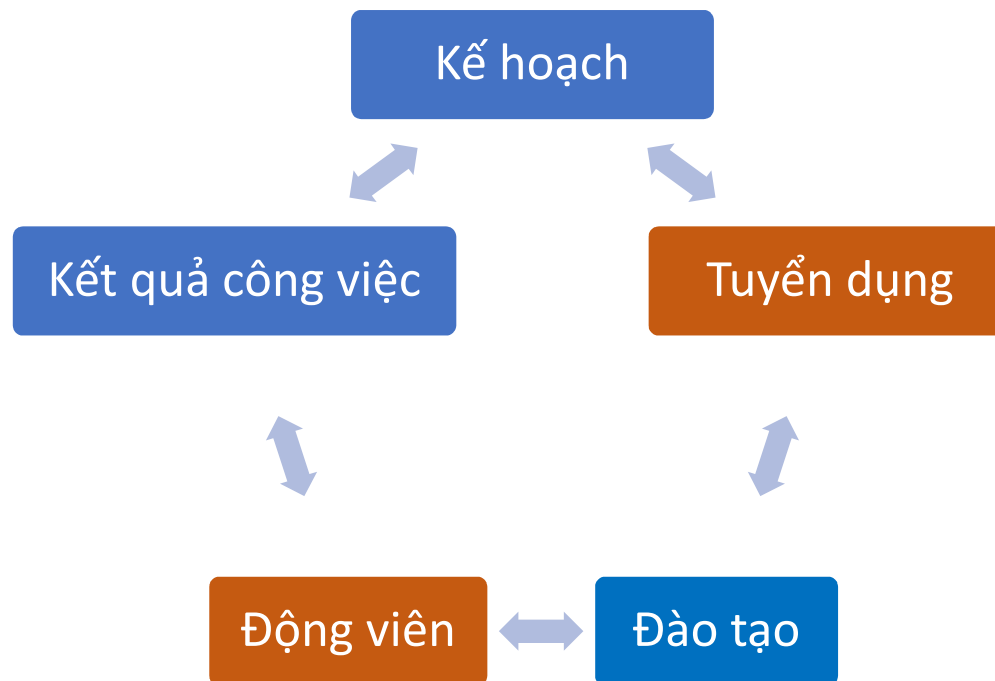 Kế hoạch
Kết quả công việc
Tuyển dụng
Động viên
Đào tạo